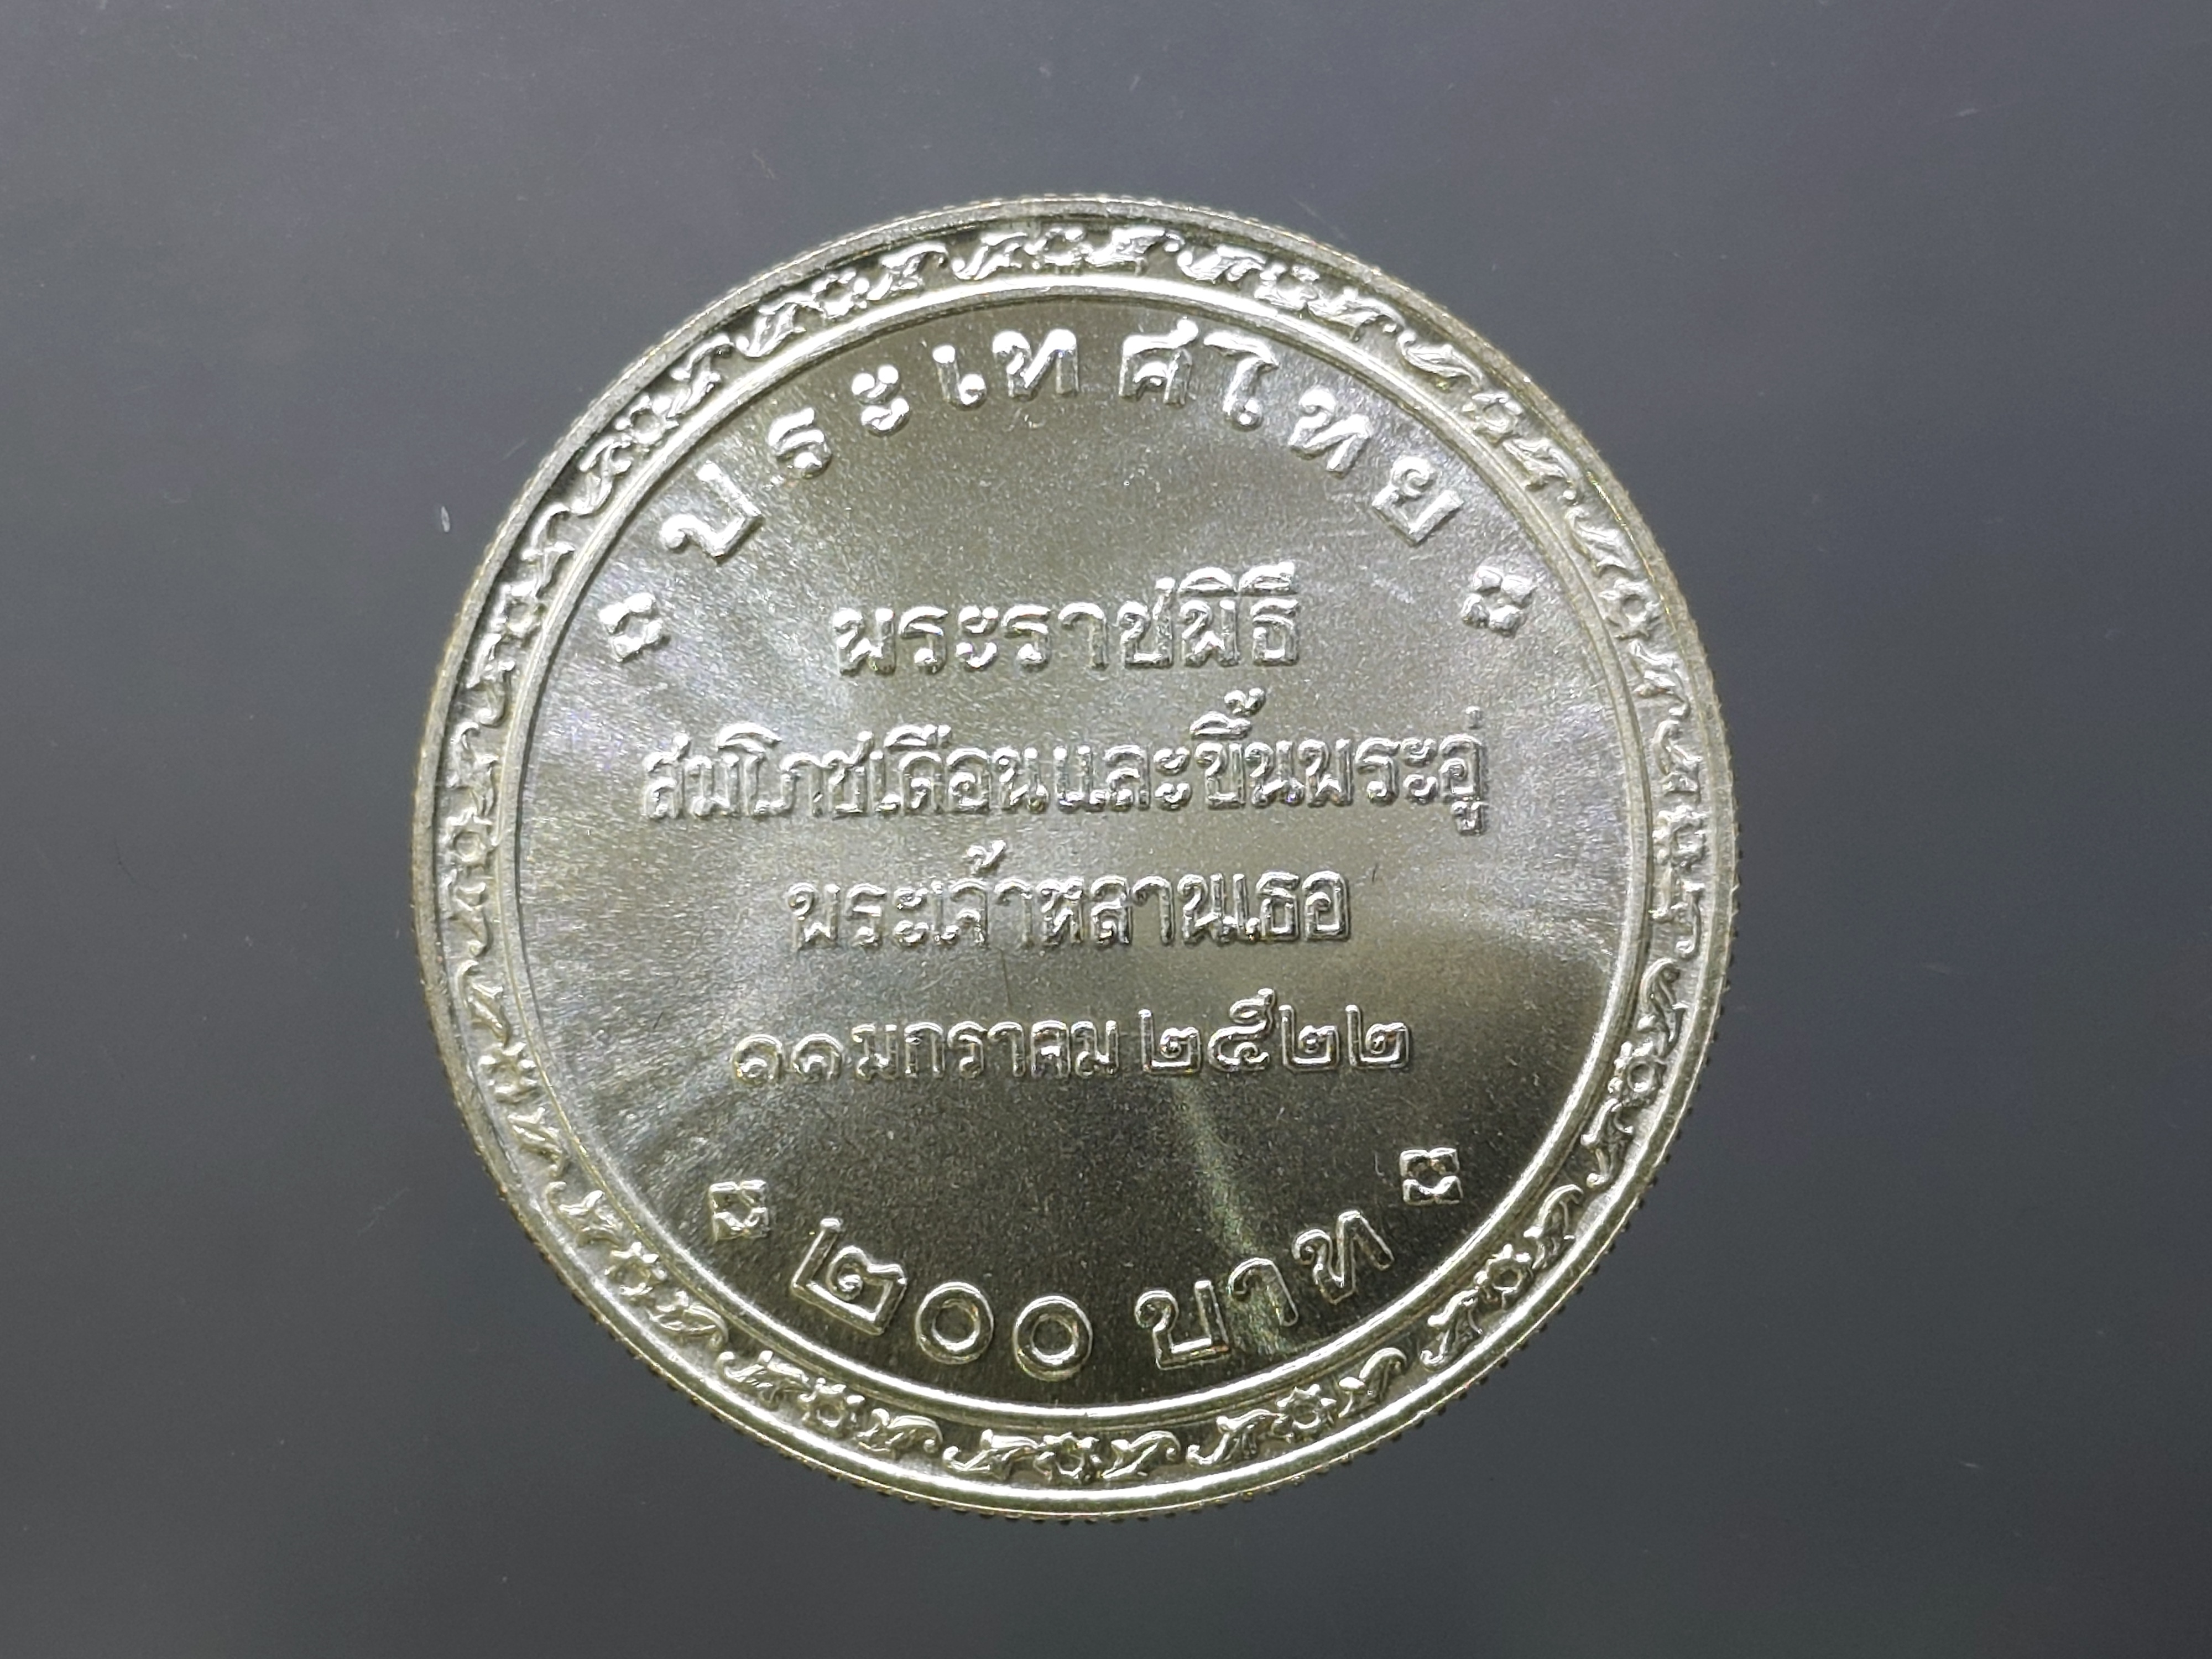 ประเทศไทย
พระราชพิธี
สมโภชเดือนและขึ้นพระอู่
พระเจ้าหลานเธอ
๑๑ มกราคม ๒๕๒๒
๒๐๐ บาท